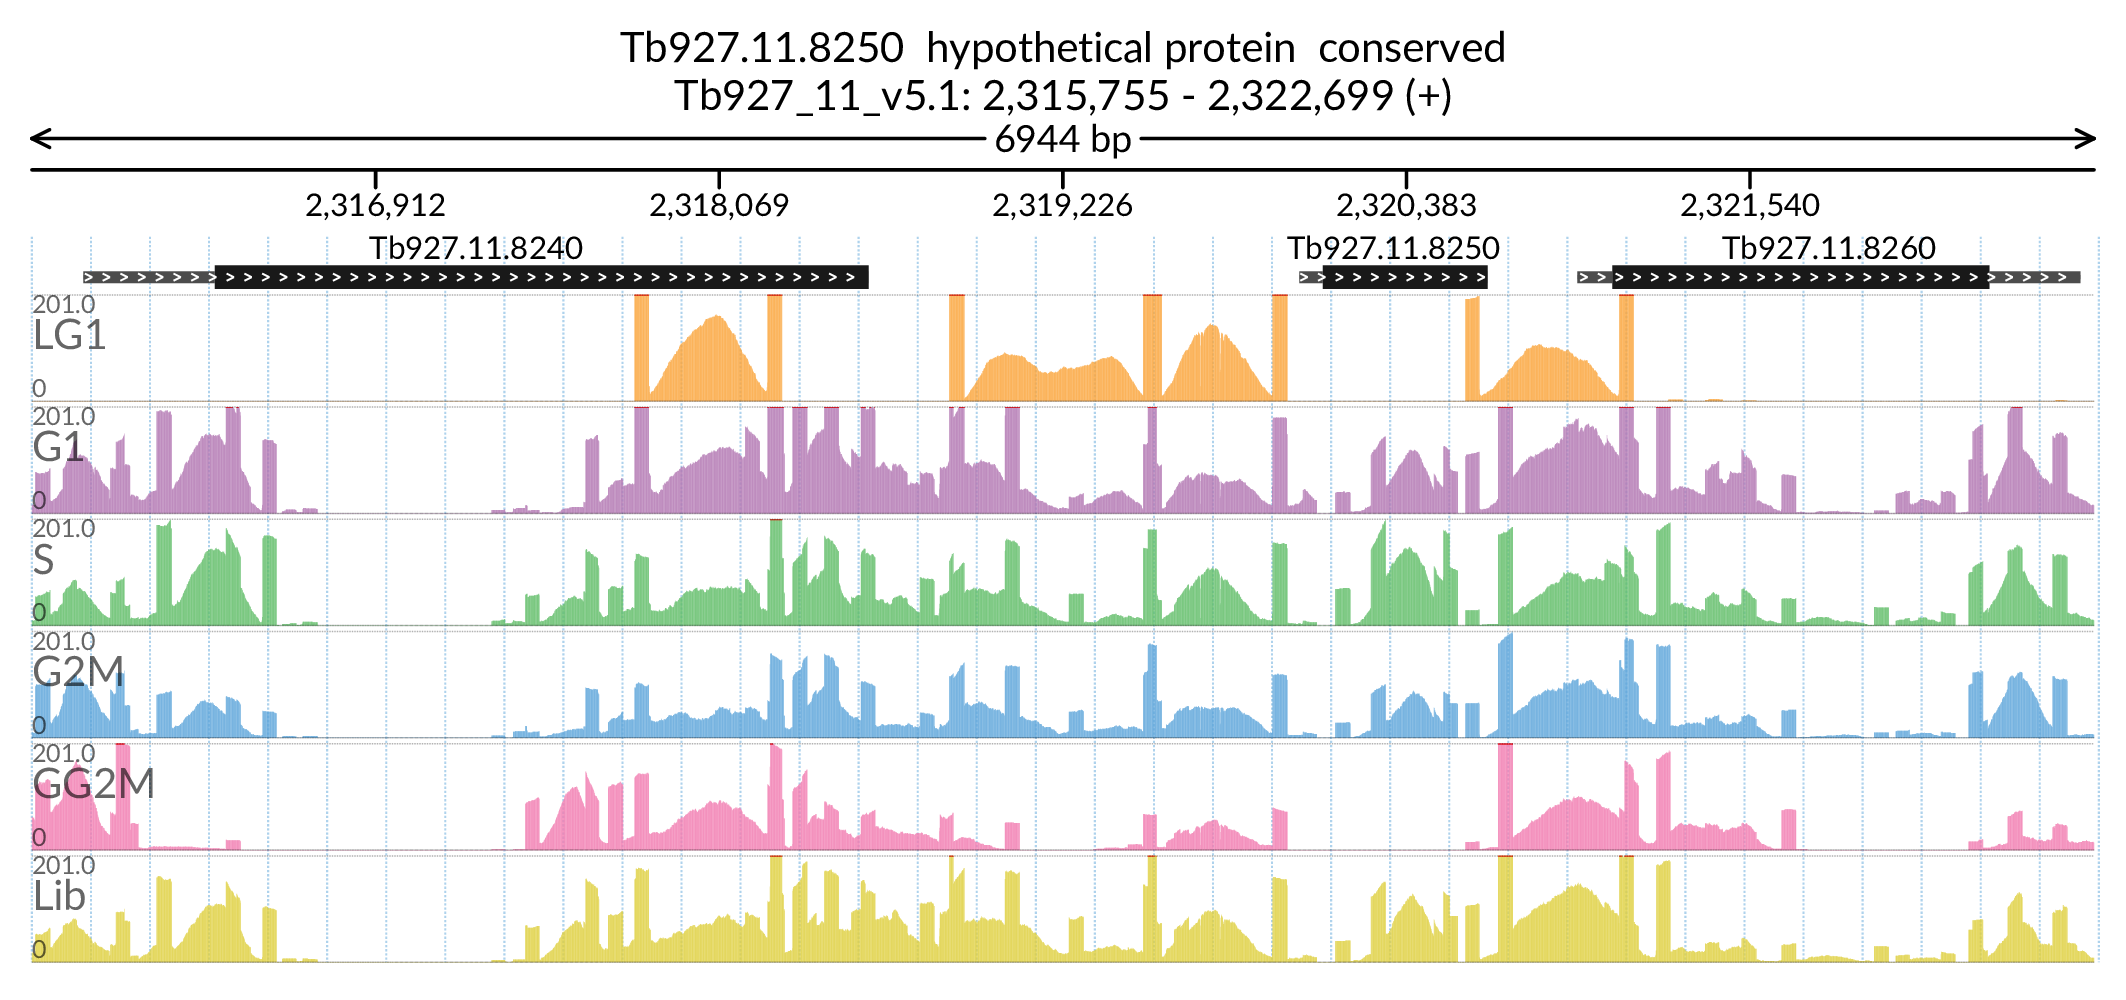 Tb927.11.8250  hypothetical protein  conserved
Tb927_11_v5.1: 2,315,755 - 2,322,699 (+)
6944 bp
2,316,912 2,318,069 2,319,226 2,320,383 2,321,540
Tb927.11.8240 Tb927.11.8250 Tb927.11.8260
201.0
LG1
0
201.0
G1
0
201.0
S
0
201.0
G2M
0
201.0
GG2M
0
201.0
Lib
0